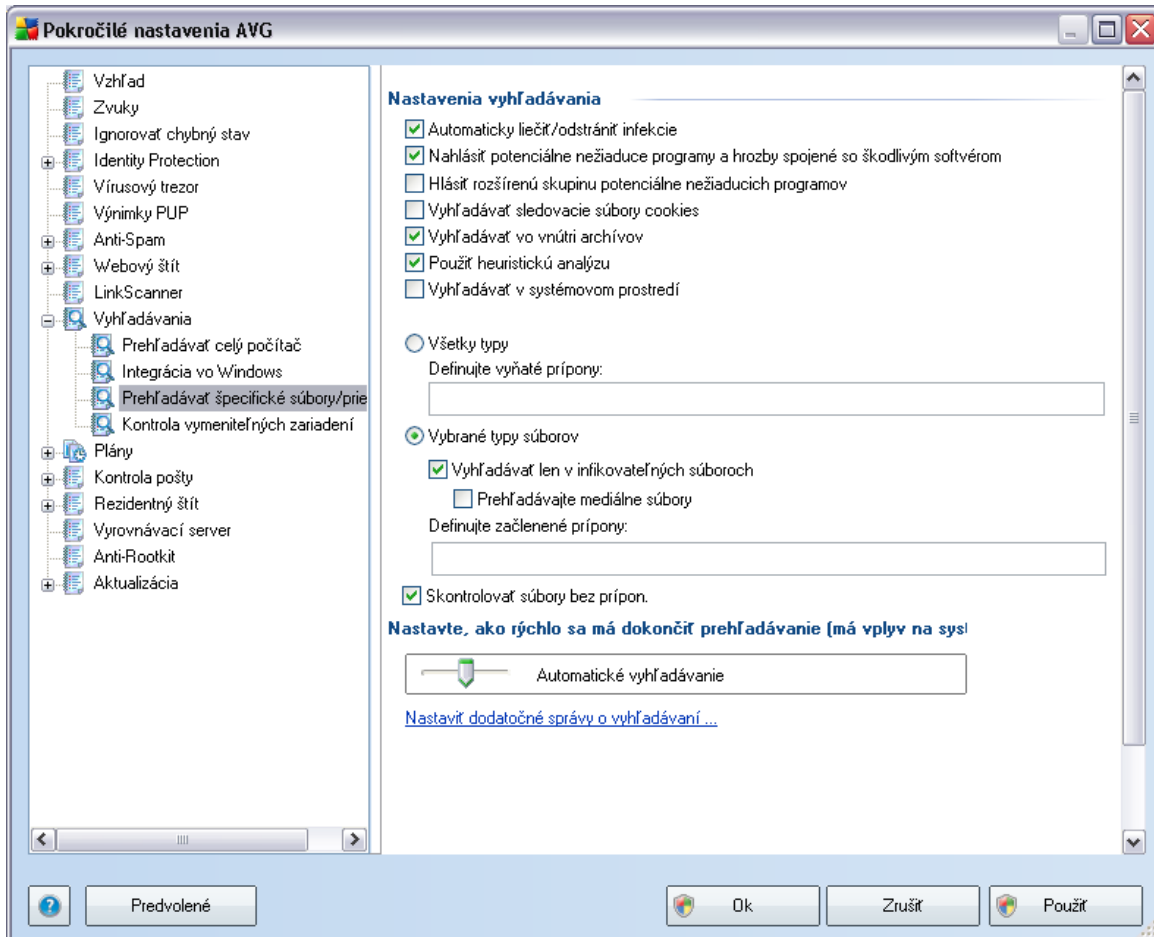 Pokročilé nastavenia AVG
Vzhľad
Zvuky
Ignorovať chybný stav
Identity Protection
Vírusový trezor
Výnimky PUP
Anti-Spam
Webový štít
LinkScanner
Vyhľadávania
Prehľadávať celý počítač
Integrácia vo Windows
Prehľadávať špecifické súbory/prie
Kontrola vymeniteľných zariadení
Plány
Kontrola pošty
Rezidentný štít
Vyrovnávací server
Anti-Rootkit
Aktualizácia
Nastavenia vyhľadávania
Automaticky liečiť/odstrániť infekcie
Nahlásiť potenciálne nežiaduce programy a hrozby spojené so škodlivým softvérom
Hlásiť rozšírenú skupinu potenciálne nežiaducich programov
Vyhľadávať sledovacie súbory cookies
Vyhľadávať vo vnútri archívov
Použiť heuristickú analýzu
Vyhľadávať v systémovom prostredí
Všetky typy
Definujte vyňaté prípony:
Vybrané typy súborov
Vyhľadávať len v infikovateľných súboroch
Prehľadávajte mediálne súbory
Definujte začlenené prípony:
Skontrolovať súbory bez prípon.
Nastavte, ako rýchlo sa má dokončiť prehľadávanie (má vplyv na sysl
Automatické vyhľadávanie
Nastaviť dodatočné správy o vyhľadávaní ...
Predvolené
Ok
Zrušiť
Použiť